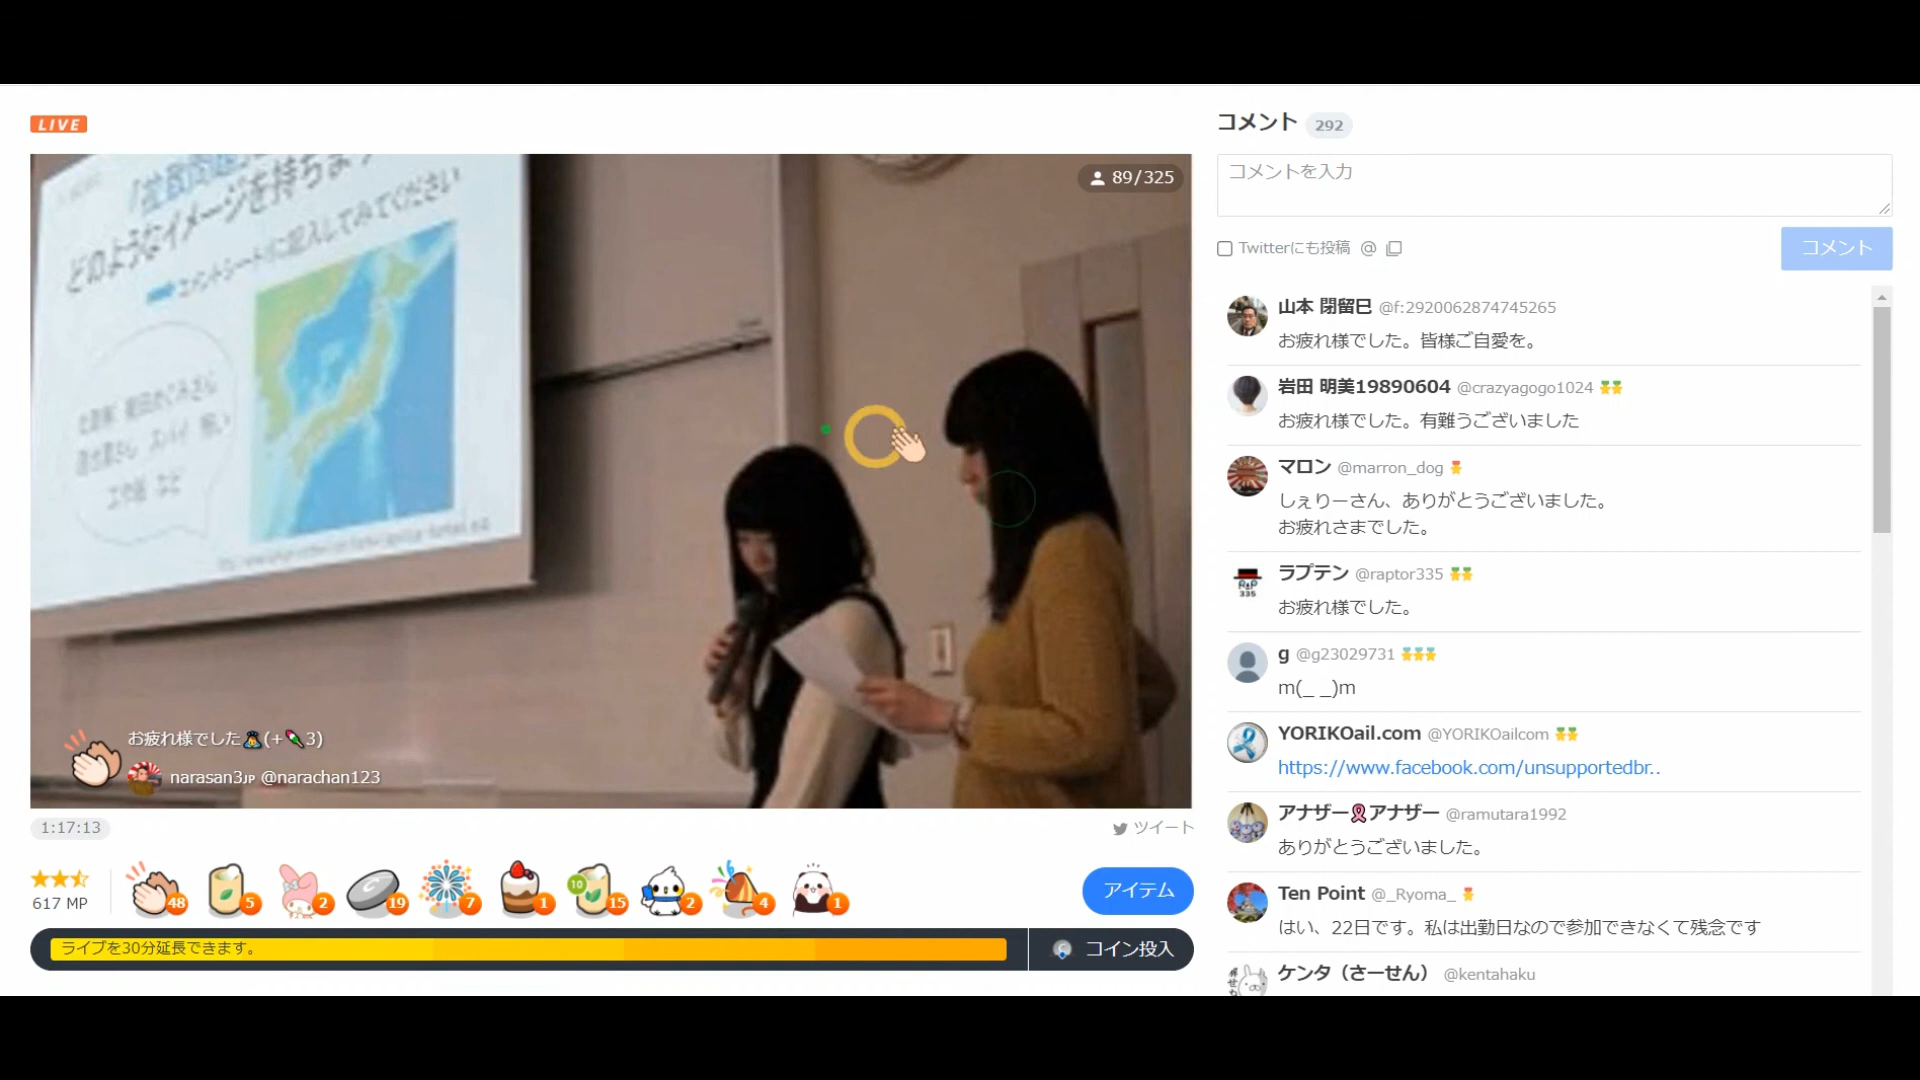 LIVE
「拉致問題
どのようなイメージを持ちます
コメントシートに記入してみてください
89/325
お疲れ様でした🙇(+3)
narasan3JP @narachan123
1:17:13
ツイート
617 MP
48
5
2
19
7
1
10
15
2
4
1
アイテム
ライブを30分延長できます。
コイン投入
コメント 292
コメントを入力
Twitterにも投稿 @
コメント
山本 閉留巳 @f:2920062874745265
お疲れ様でした。皆様ご自愛を。
岩田 明美19890604 @crazyagogo1024
お疲れ様でした。有難うございました
マロン @marron_dog
しぇりーさん、ありがとうございました。
お疲れさまでした。
ラプテン @raptor335
お疲れ様でした。
g @g23029731
m(_ _)m
YORIKOail.com @YORIKOailcom
https://www.facebook.com/unsupportedbr..
アナザー🎗アナザー @ramutara1992
ありがとうございました。
Ten Point @_Ryoma_
はい、22日です。私は出勤日なので参加できなくて残念です
ケンタ（さーせん） @kentahaku